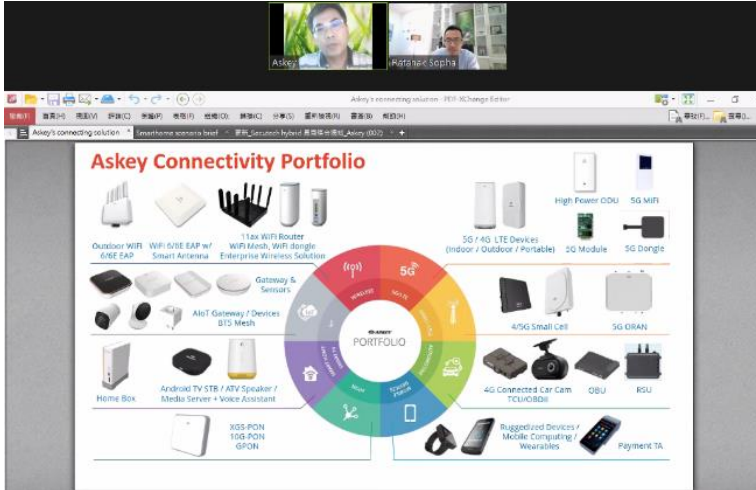 Askey
Ratanak Sopha
Askey's connecting solution - PDF-XChange Editor
Askey's connecting solution
Smarthome scenario brief
Askey Connectivity Portfolio
Outdoor WiFi
6/6E EAP
WiFi 6/6E EAP w/
Smart Antenna
11ax WiFi Router
WiFi Mesh, WiFi dongle
Enterprise Wireless Solution
Gateway &
Sensors
AIoT Gateway / Devices
BT5 Mesh
Home Box
Android TV STB / ATV Speaker /
Media Server + Voice Assistant
XGS-PON
10G-PON
GPON
5G
WIRELESS
ASKEY
PORTFOLIO
5G / 4G LTE Devices
(Indoor / Outdoor / Portable)
High Power ODU
5G MiFi
5G Module
5G Dongle
4/5G Small Cell
5G ORAN
4G Connected Car Cam
TCU/OBDII
OBU
RSU
Ruggedized Devices /
Mobile Computing /
Wearables
Payment TA